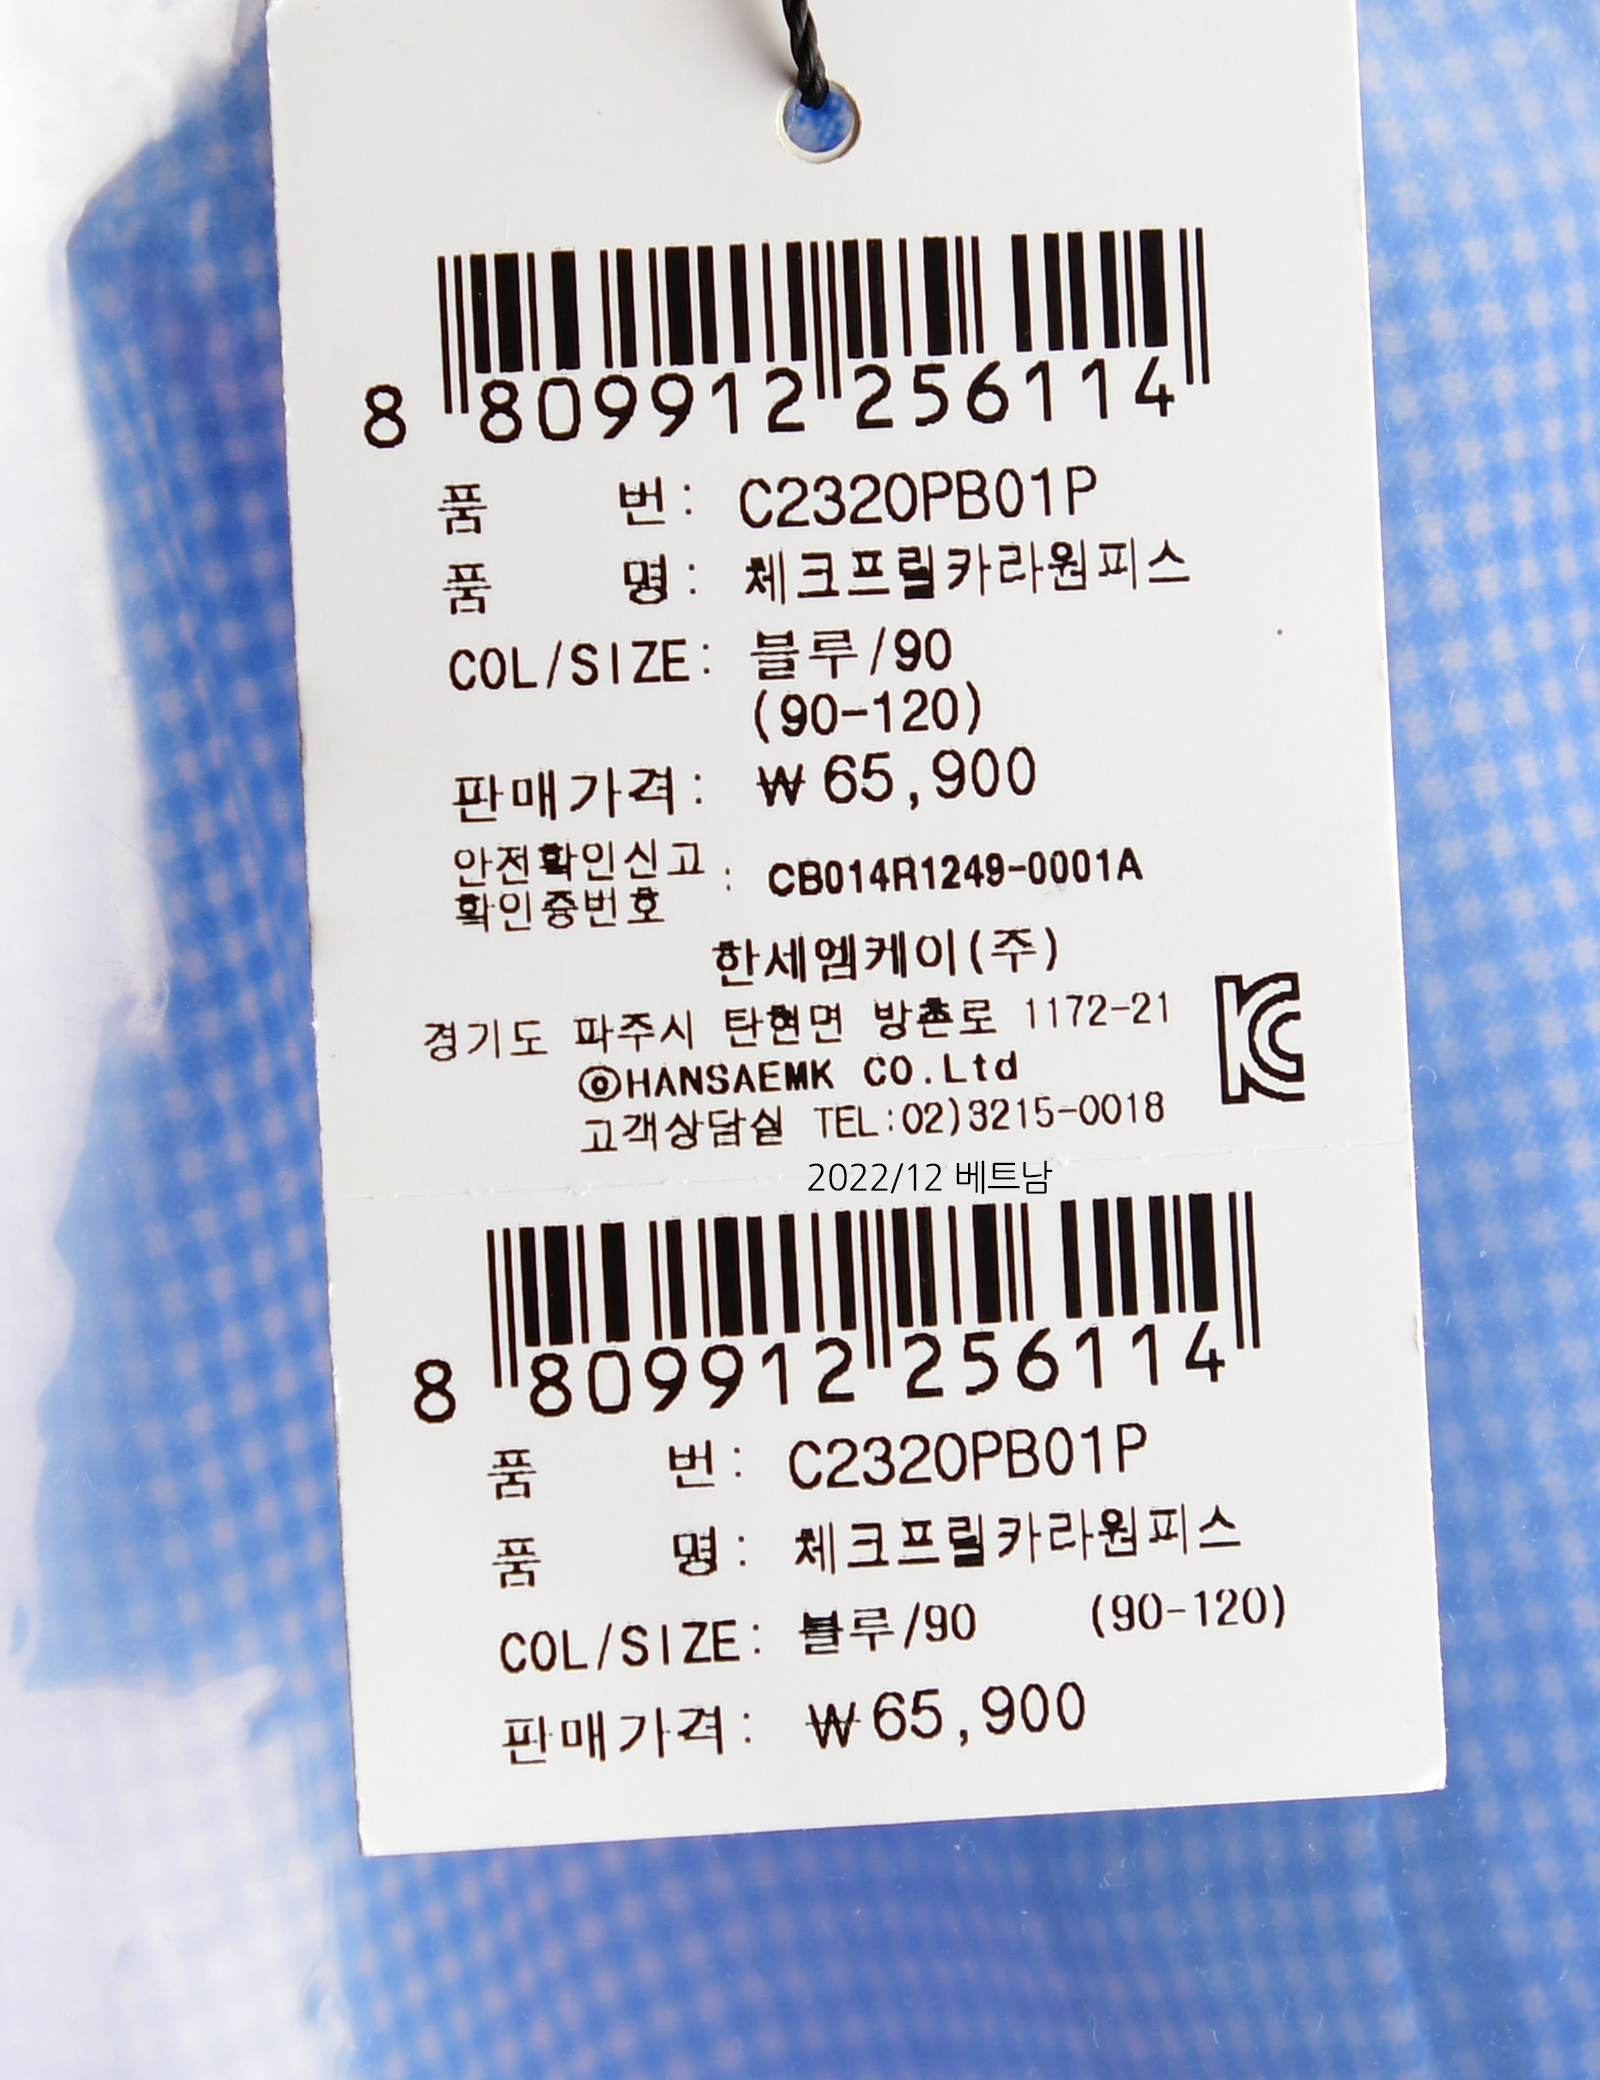 8 809912 256114
품 번: C2320PB01P
품 명: 체크프릴카라원피스
COL/SIZE: 블루/90
(90-120)
판매가격: ₩65,900
안전확인신고
확인증번호 : CB014R1249-0001A
한세엠케이(주)
경기도 파주시 탄현면 방촌로 1172-21
◎HANSAEMK CO.Ltd
고객상담실 TEL:02)3215-0018
KC
2022/12 베트남
8 809912 256114
품 번: C2320PB01P
품 명: 체크프릴카라원피스
COL/SIZE: 블루/90 (90-120)
판매가격: ₩65,900